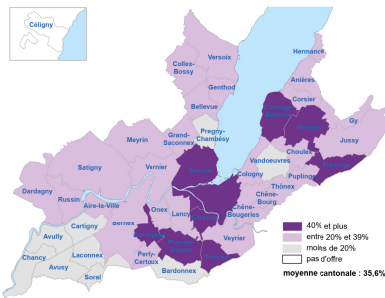 Céligny
Hermance
Versoix
Collex-
Bossy
Anières
Genthod
Corsier
Bellevue
Gy
Pregny-
Chambésy
Grand-
Saconnex
Meyrin
Jussy
Choulex
Vandoeuvres
Vernier
Satigny
Cologny
Puplinge
Thônex
Chêne-
Bourg
Dardagny
Russin
Aire-la-Ville
Onex
Lancy
Chêne-
Bougeries
Bernex
Cartigny
Avully
Veyrier
Laconnex
Chancy
Avusy
Perly-
Certoux
Soral
Bardonnex
40% et plus
entre 20% et 39%
moins de 20%
pas d'offre
moyenne cantonale : 35,6%